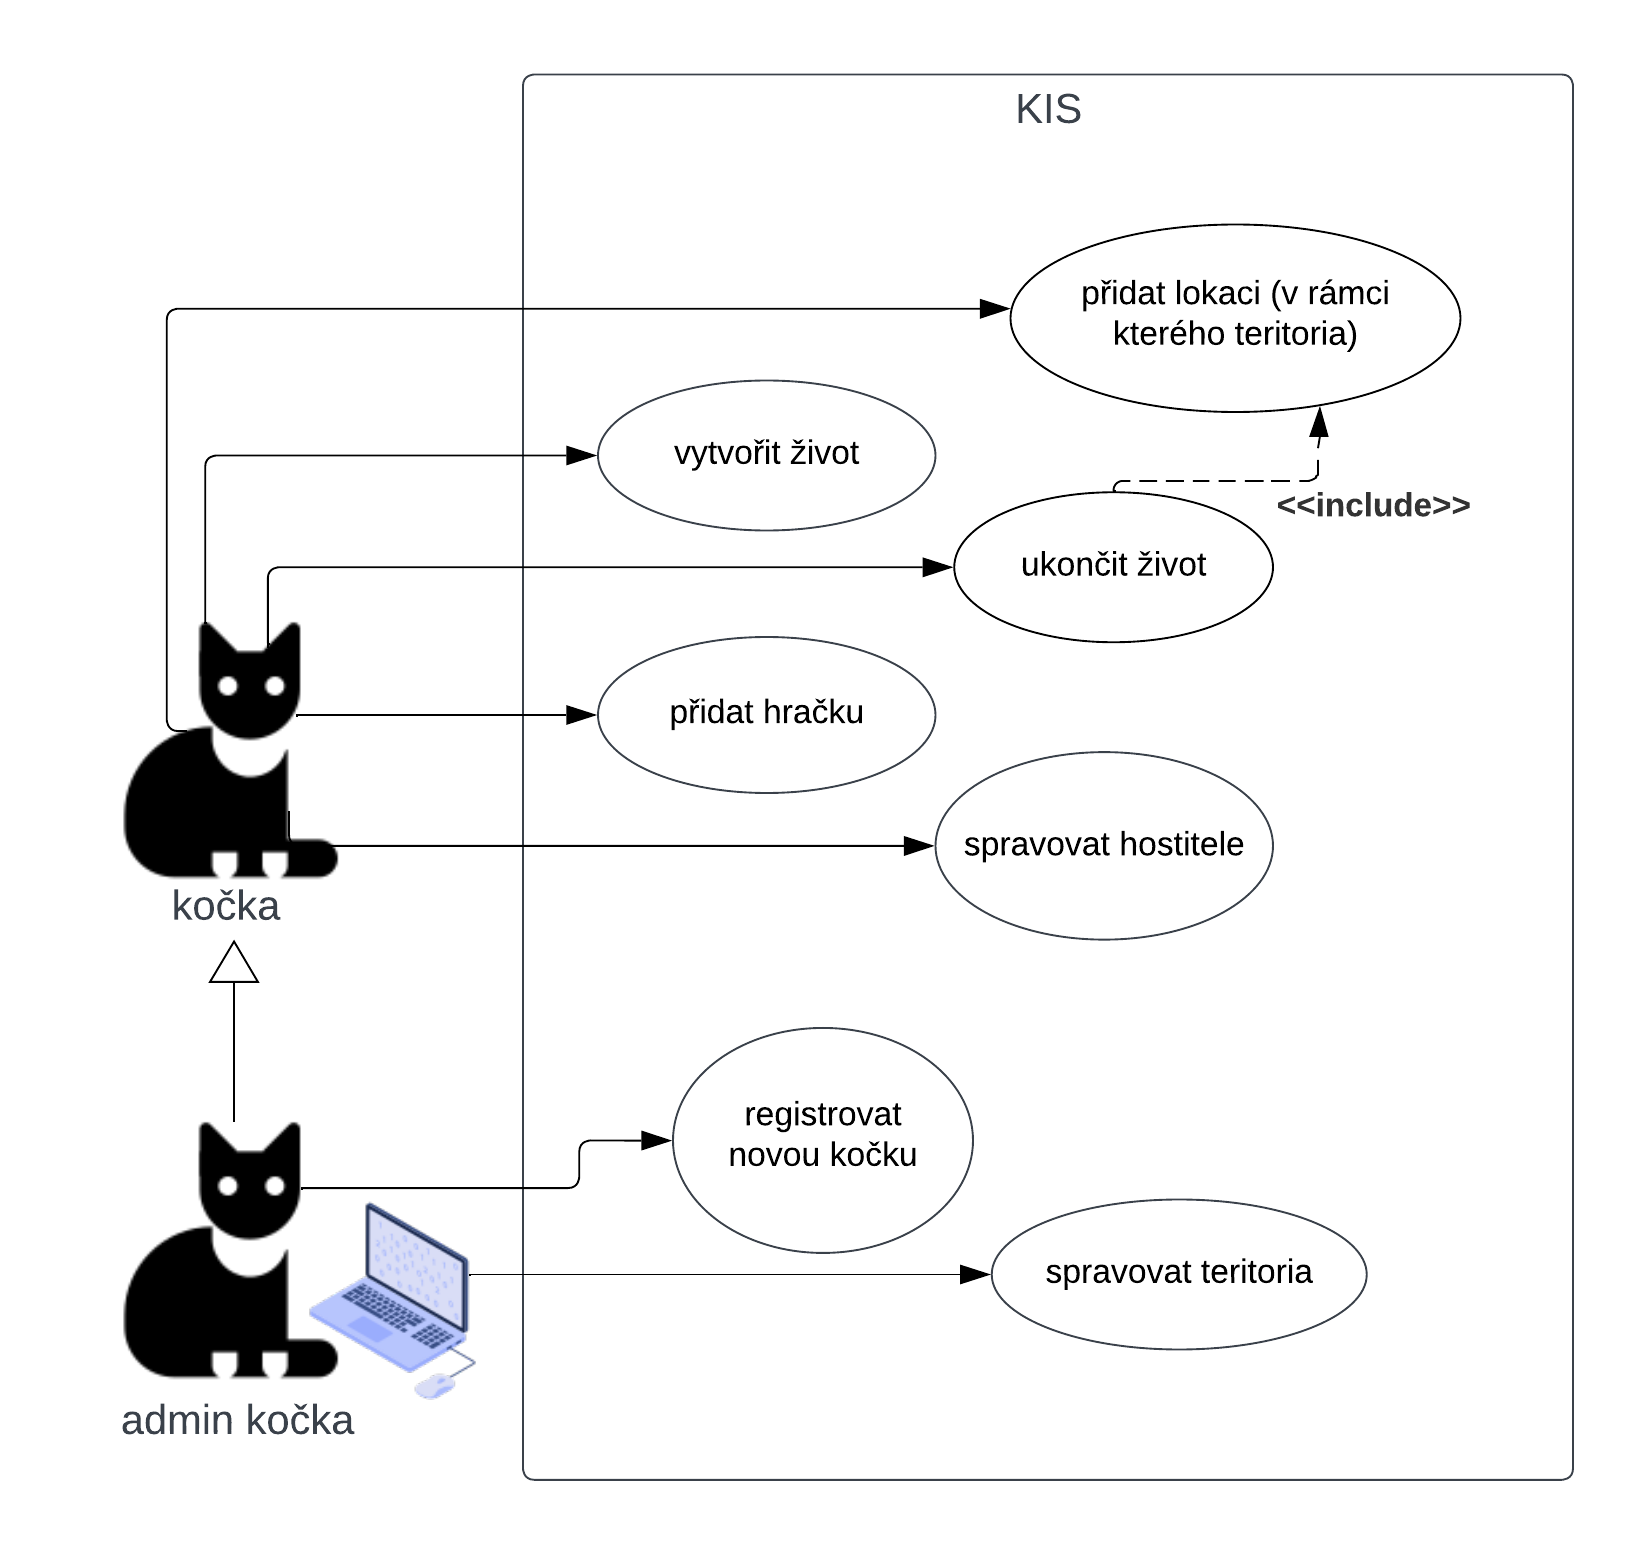 KIS
přidat lokaci (v rámci
kterého teritoria)
vytvořit život
<<include>>
ukončit život
přidat hračku
spravovat hostitele
kočka
registrovat
novou kočku
spravovat teritoria
admin kočka